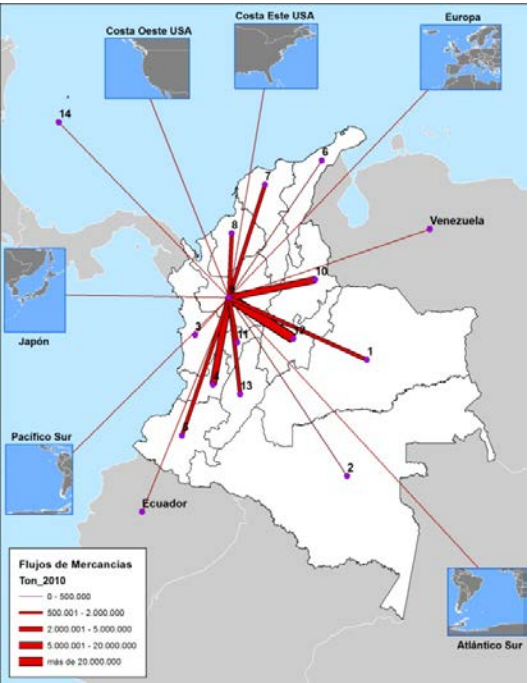 Costa Oeste USA
Costa Este USA
Europa
14
6
7
8
Venezuela
10
Japón
3
11
12
1
4
13
5
2
Pacífico Sur
Ecuador
Flujos de Mercancias
Ton_2010
0 - 500.000
500.001 - 2.000.000
2.000.001 - 5.000.000
5.000.001 - 20.000.000
más de 20.000.000
Atlántico Sur